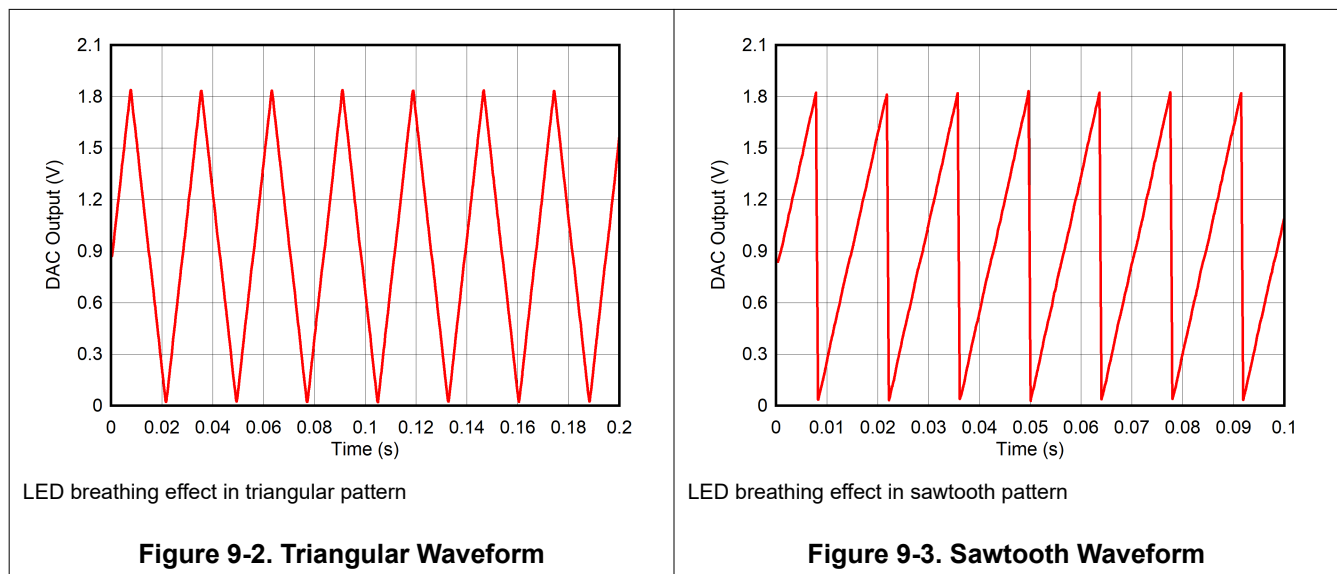 2.1
1.8
1.5
1.2
0.9
0.6
0.3
0
DAC Output (V)
0 0.02 0.04 0.06 0.08 0.1 0.12 0.14 0.16 0.18 0.2
Time (s)
LED breathing effect in triangular pattern
Figure 9-2. Triangular Waveform
2.1
1.8
1.5
1.2
0.9
0.6
0.3
0
DAC Output (V)
0 0.01 0.02 0.03 0.04 0.05 0.06 0.07 0.08 0.09 0.1
Time (s)
LED breathing effect in sawtooth pattern
Figure 9-3. Sawtooth Waveform